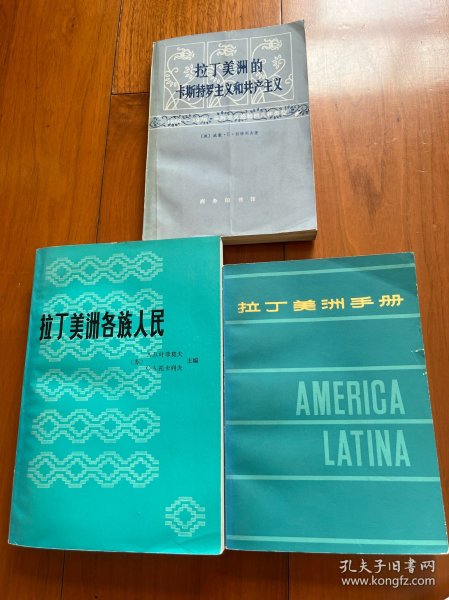 拉丁美洲的
卡斯特罗主义和共产主义
商务印书馆
拉丁美洲各族人民
主编
拉丁美洲手册
AMERICA
LATINA
孔夫子旧书网
www.kongfz.com